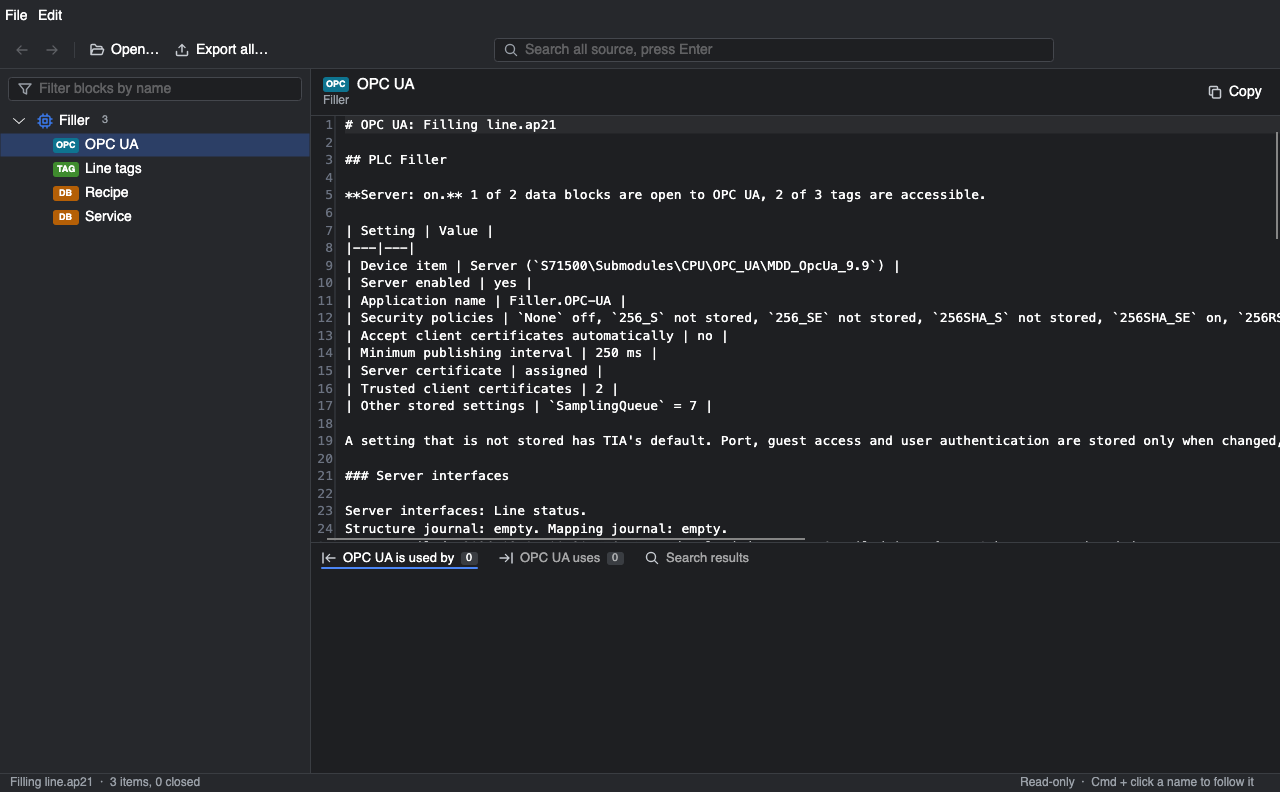 File Edit
Open... Export all... Search all source, press Enter
Filter blocks by name
Filler 3
OPC OPC UA
TAG Line tags
DB Recipe
DB Service
OPC OPC UA
Filler
Copy
1 # OPC UA: Filling line.ap21
2
3 ## PLC Filler
4
5 **Server: on.** 1 of 2 data blocks are open to OPC UA, 2 of 3 tags are accessible.
6
7 | Setting | Value |
8 |---|---|
9 | Device item | Server (`S71500\Submodules\CPU\OPC_UA\MDD_OpcUa_9.9`) |
10 | Server enabled | yes |
11 | Application name | Filler.OPC-UA |
12 | Security policies | `None` off, `256_S` not stored, `256_SE` not stored, `256SHA_S` not stored, `256SHA_SE` on, `256RS
13 | Accept client certificates automatically | no |
14 | Minimum publishing interval | 250 ms |
15 | Server certificate | assigned |
16 | Trusted client certificates | 2 |
17 | Other stored settings | `SamplingQueue` = 7 |
18
19 A setting that is not stored has TIA's default. Port, guest access and user authentication are stored only when changed,
20
21 ### Server interfaces
22
23 Server interfaces: Line status.
24 Structure journal: empty. Mapping journal: empty.
OPC UA is used by 0 OPC UA uses 0 Search results
Filling line.ap21 · 3 items, 0 closed
Read-only · Cmd + click a name to follow it